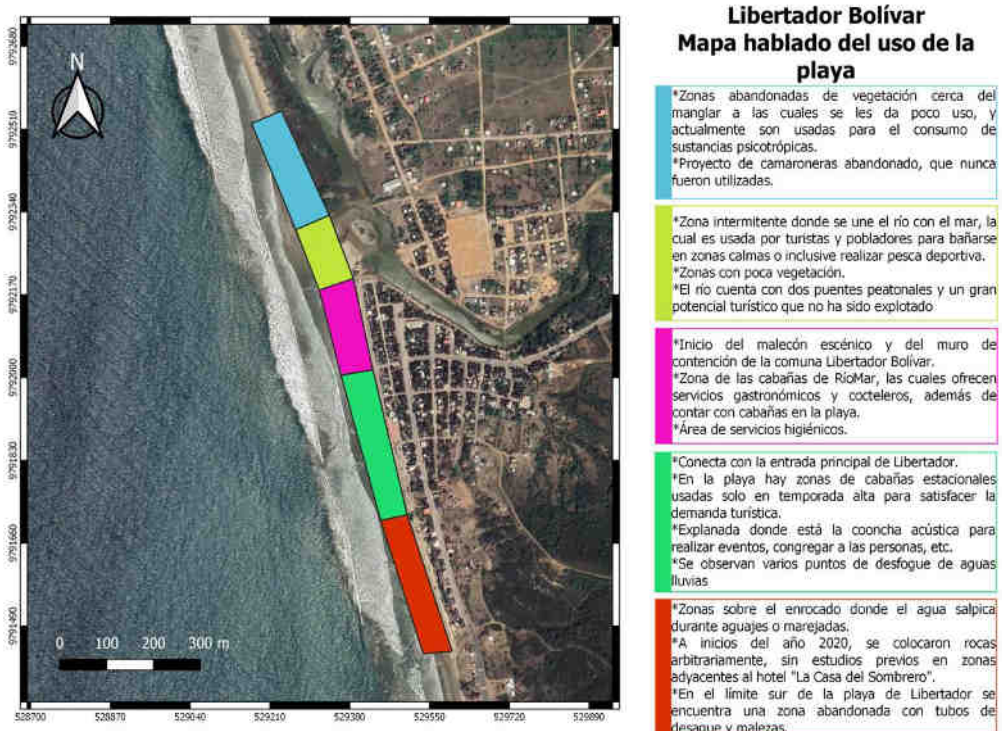 Libertador Bolívar
Mapa hablado del uso de la
playa
*Zonas abandonadas de vegetación cerca del
manglar a las cuales se les da poco uso, y
actualmente son usadas para el consumo de
sustancias psicotrópicas.
*Proyecto de camaroneras abandonado, que nunca
fueron utilizadas.
*Zona intermitente donde se une el río con el mar, la
cual es usada por turistas y pobladores para bañarse
en zonas calmas o inclusive realizar pesca deportiva.
*Zonas con poca vegetación.
*El río cuenta con dos puentes peatonales y un gran
potencial turístico que no ha sido explotado
*Inicio del malecón escénico y del muro de
contención de la comuna Libertador Bolívar.
*Zona de las cabañas de RíoMar, las cuales ofrecen
servicios gastronómicos y cocteleros, además de
contar con cabañas en la playa.
*Área de servicios higiénicos.
*Conecta con la entrada principal de Libertador.
*En la playa hay zonas de cabañas estacionales
usadas solo en temporada alta para satisfacer la
demanda turística.
*Explanada donde está la cooncha acústica para
realizar eventos, congregar a las personas, etc.
*Se observan varios puntos de desfogue de aguas
lluvias
*Zonas sobre el enrocado donde el agua salpica
durante aguajes o marejadas.
*A inicios del año 2020, se colocaron rocas
arbitrariamente, sin estudios previos en zonas
adyacentes al hotel "La Casa del Sombrero".
*En el límite sur de la playa de Libertador se
encuentra una zona abandonada con tubos de
desague y malezas.
N
9792680
9792510
9792340
9792170
9792000
9791830
9791660
9791490
0 100 200 300 m
528700 528870 529040 529210 529380 529550 529720 529890